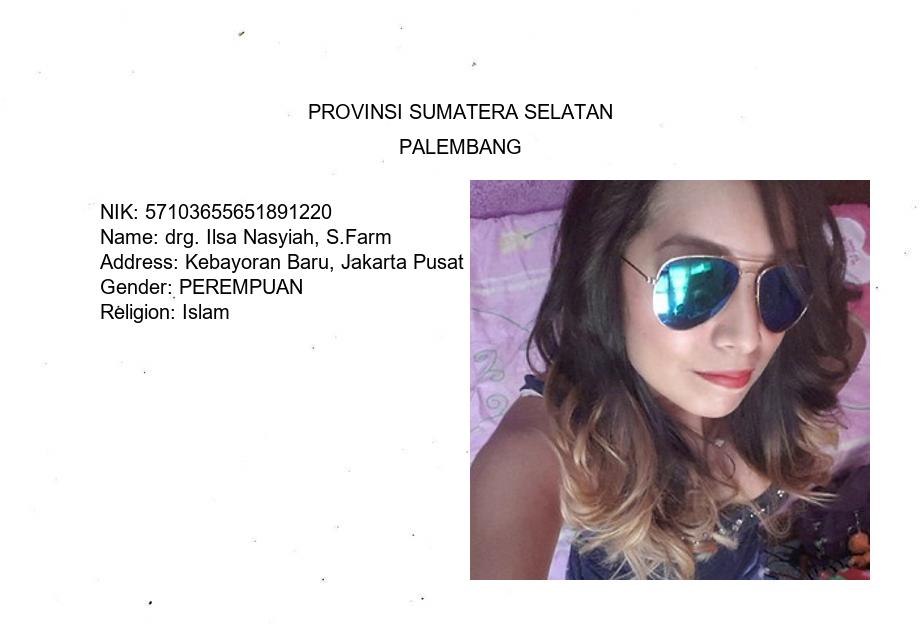 PROVINSI SUMATERA SELATAN
PALEMBANG
NIK: 57103655651891220
Name: drg. Ilsa Nasyiah, S.Farm
Address: Kebayoran Baru, Jakarta Pusat
Gender: PEREMPUAN
Religion: Islam